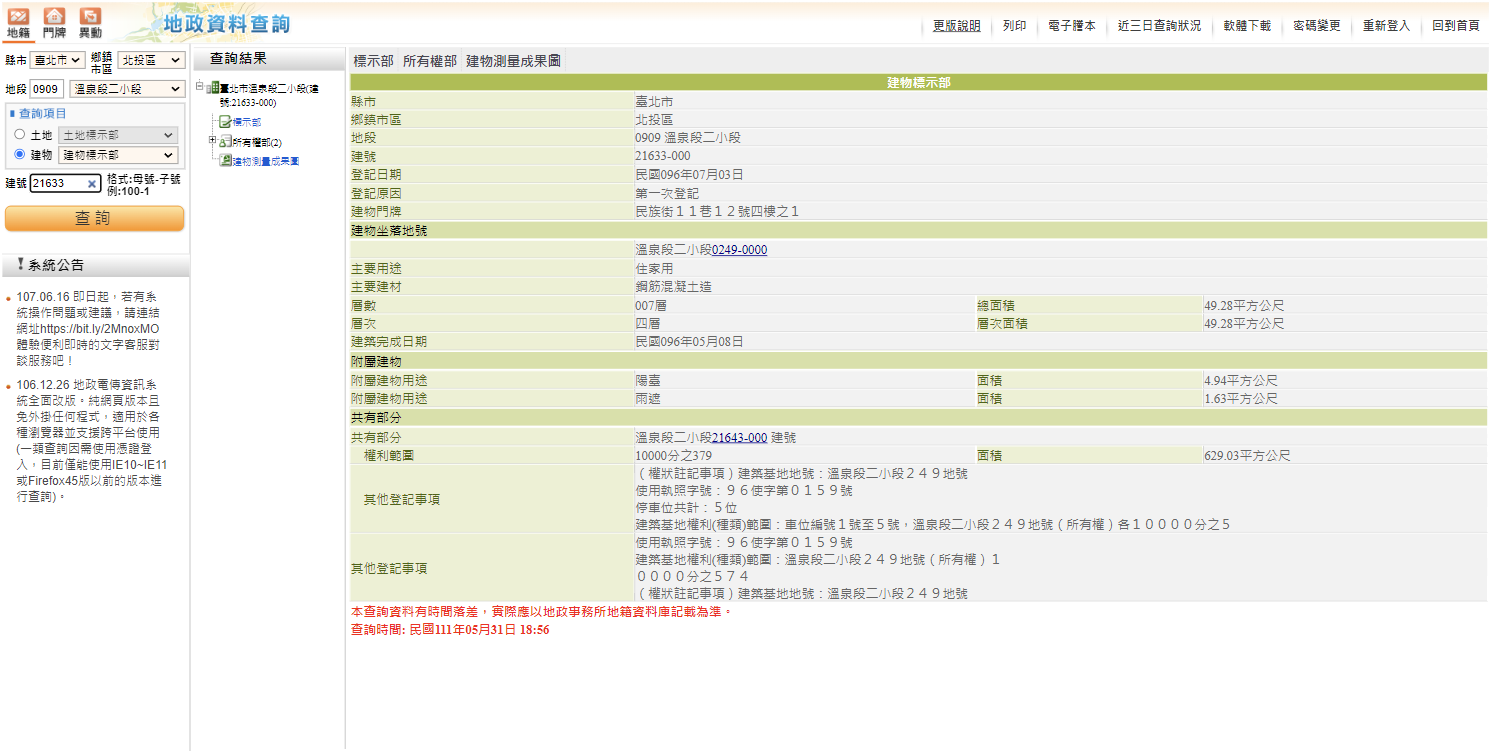 地籍 門牌 異動
地政資料查詢
更版說明 列印 電子謄本 近三日查詢狀況 軟體下載 密碼變更 重新登入 回到首頁
縣市 臺北市 鄉鎮市區 北投區
地段 0909 溫泉段二小段
查詢項目
土地 土地標示部
建物 建物標示部
建號 21633 格式:母號-子號
例:100-1
查詢
系統公告
107.06.16 即日起，若有系
統操作問題或建議，請連結
網址https://bit.ly/2MnoxMO
體驗便利即時的文字客服對
談服務吧！
106.12.26 地政電傳資訊系
統全面改版。純網頁版本且
免外掛任何程式，適用於各
種瀏覽器並支援跨平台使用
(一類查詢因需使用憑證登
入，目前僅能使用IE10~IE11
或Firefox45版以前的版本進
行查詢)。
查詢結果
臺北市溫泉段二小段(建
號:21633-000)
標示部
所有權部(2)
建物測量成果圖
標示部 所有權部 建物測量成果圖
建物標示部
縣市 臺北市
鄉鎮市區 北投區
地段 0909 溫泉段二小段
建號 21633-000
登記日期 民國096年07月03日
登記原因 第一次登記
建物門牌 民族街１１巷１２號四樓之１
建物坐落地號
溫泉段二小段0249-0000
主要用途 住家用
主要建材 鋼筋混凝土造
層數 007層 總面積 49.28平方公尺
層次 四層 層次面積 49.28平方公尺
建築完成日期 民國096年05月08日
附屬建物
附屬建物用途 陽臺 面積 4.94平方公尺
附屬建物用途 雨遮 面積 1.63平方公尺
共有部分
共有部分 溫泉段二小段21643-000 建號
權利範圍 10000分之379 面積 629.03平方公尺
其他登記事項
（權狀註記事項）建築基地地號：溫泉段二小段２４９地號
使用執照字號：９６使字第０１５９號
停車位共計：５位
建築基地權利(種類)範圍：車位編號１號至５號，溫泉段二小段２４９地號（所有權）各１００００分之５
其他登記事項
使用執照字號：９６使字第０１５９號
建築基地權利(種類)範圍：溫泉段二小段２４９地號（所有權）１
００００分之５７４
（權狀註記事項）建築基地地號：溫泉段二小段２４９地號
本查詢資料有時間落差，實際應以地政事務所地籍資料庫記載為準。
查詢時間: 民國111年05月31日 18:56